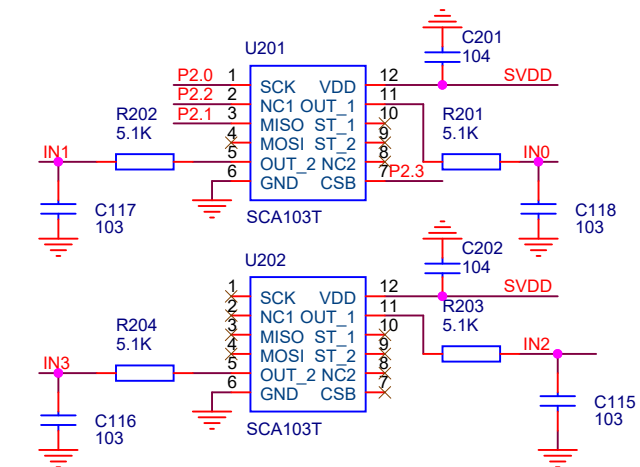 C201
104
U201
P2.0 1 SCK VDD 12 SVDD
P2.2 2 NC1 OUT_1 11
R202
5.1K
P2.1 3 MISO ST_1 10
R201
5.1K
4 MOSI ST_2 9
IN1 5 OUT_2 NC2 8 IN0
6 GND CSB 7 P2.3
C117
103
SCA103T
C118
103
U202
C202
104
1 SCK VDD 12 SVDD
2 NC1 OUT_1 11
R204
5.1K
3 MISO ST_1 10
R203
5.1K
4 MOSI ST_2 9
IN3 5 OUT_2 NC2 8 IN2
6 GND CSB 7
C116
103
SCA103T
C115
103